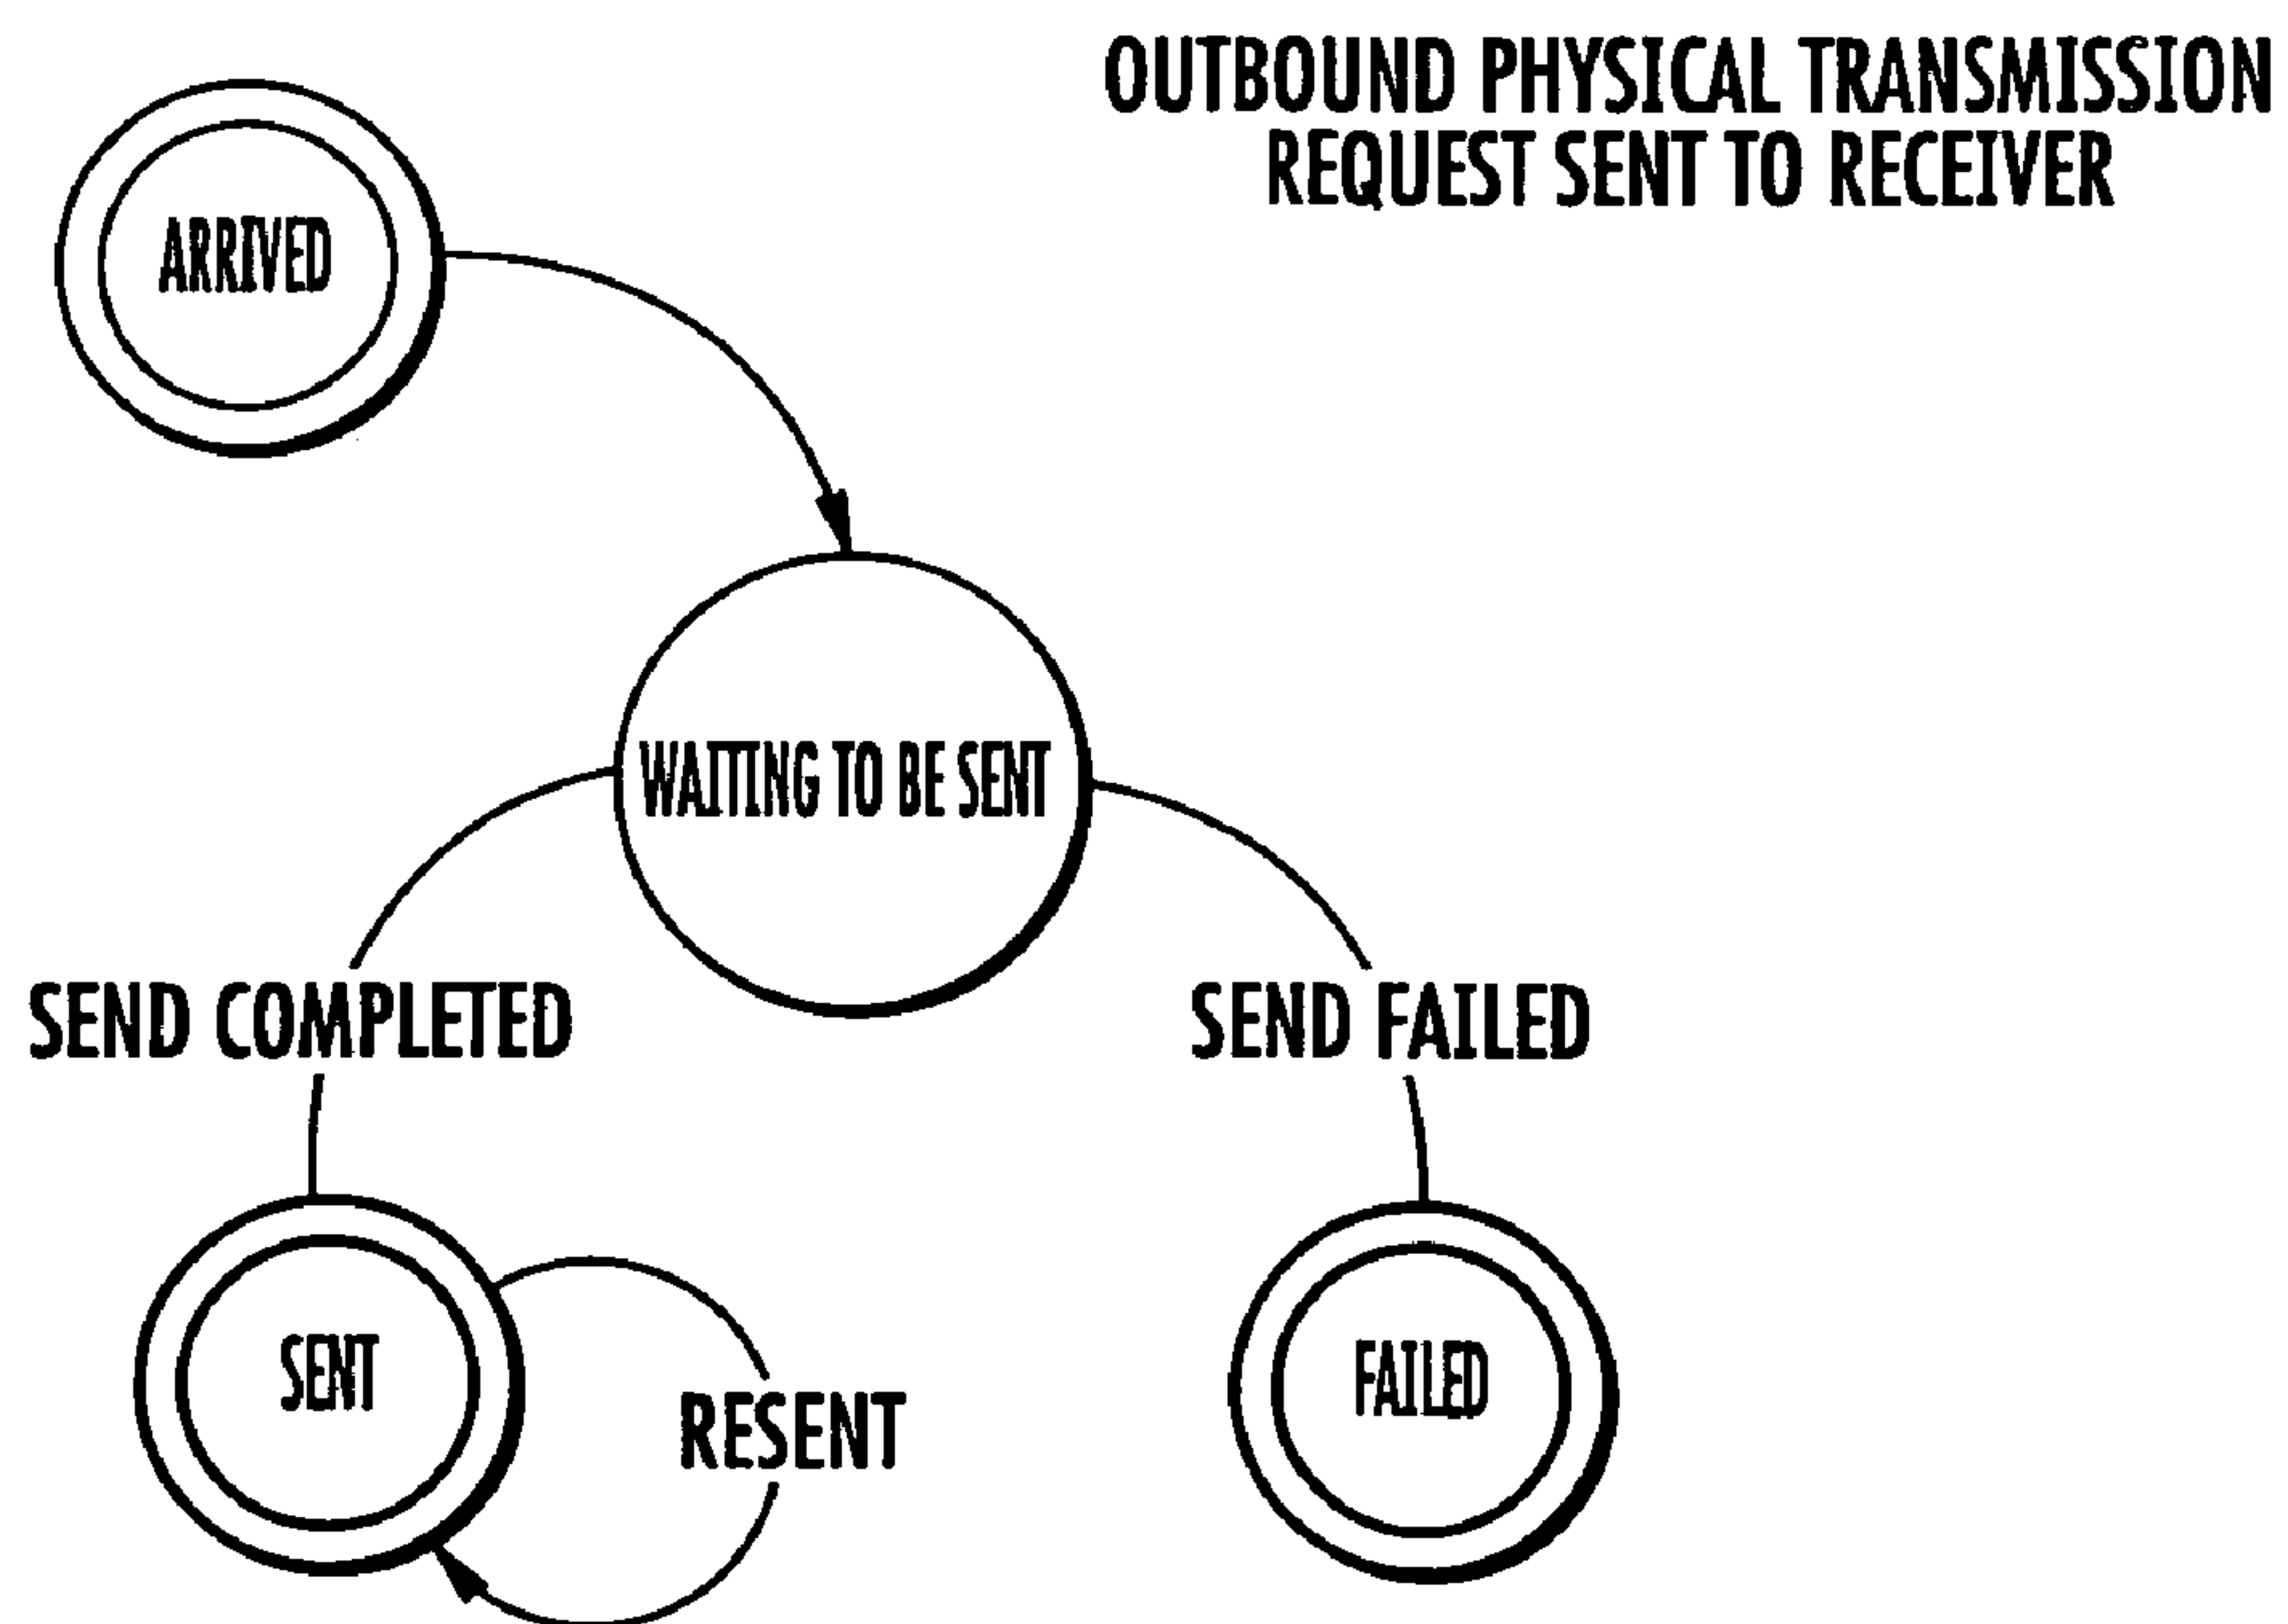 OUTBOUND PHYSICAL TRANSMISSION
REQUEST SENT TO RECEIVER
ARRIVED
WAITING TO BE SENT
SEND COMPLETED
SEND FAILED
SENT
RESENT
FAILED